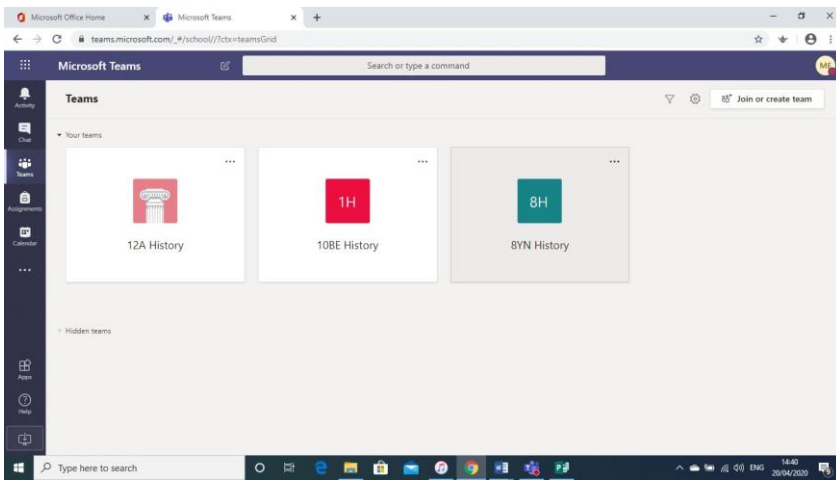 Microsoft Office Home
Microsoft Teams
teams.microsoft.com/_#/school//?ctx=teamsGrid
Microsoft Teams
Search or type a command
ME
Activity
Teams
Join or create team
Chat
Your teams
Teams
1H
8H
Assignments
12A History
10BE History
8YN History
Calendar
Hidden teams
Apps
Help
Type here to search
ENG
14:40
20/04/2020